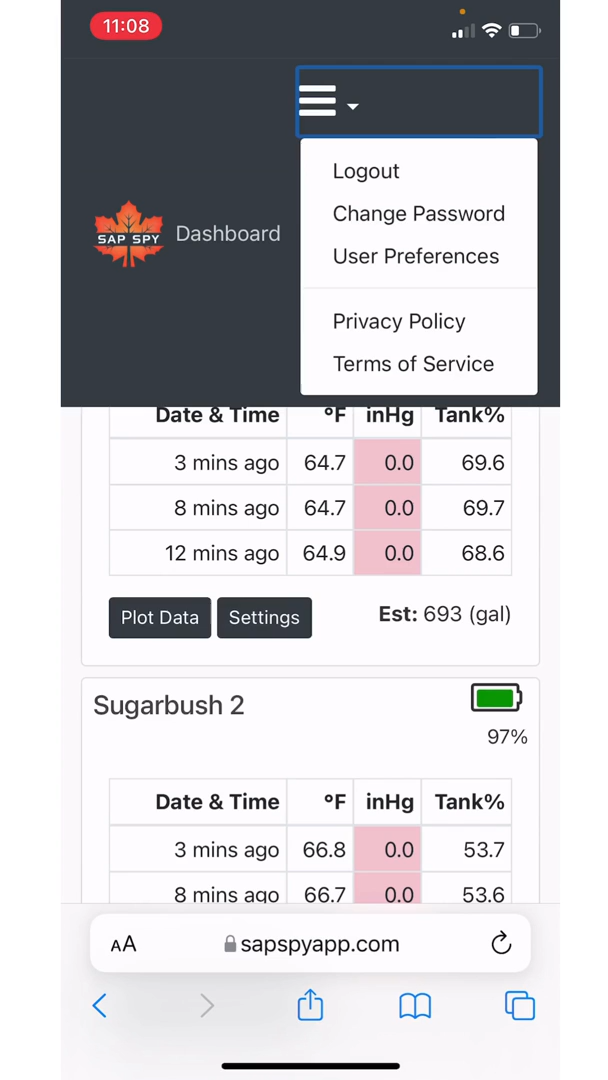 11:08
Logout
Change Password
User Preferences
SAP SPY Dashboard
Privacy Policy
Terms of Service
Date & Time °F inHg Tank%
3 mins ago 64.7 0.0 69.6
8 mins ago 64.7 0.0 69.7
12 mins ago 64.9 0.0 68.6
Plot Data Settings Est: 693 (gal)
Sugarbush 2
97%
Date & Time °F inHg Tank%
3 mins ago 66.8 0.0 53.7
8 mins ago 66.7 0.0 53.6
AA sapspyapp.com